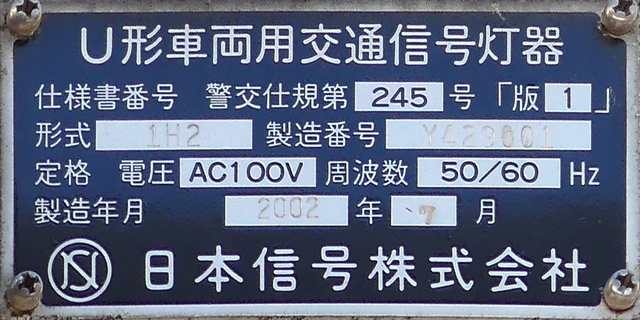 U形車両用交通信号灯器
仕様書番号 警交仕規第 245 号 「版 1 」
形式 1H2 製造番号 Y429001
定格 電圧 AC100V 周波数 50/60 Hz
製造年月 2002 年 7 月
日本信号株式会社